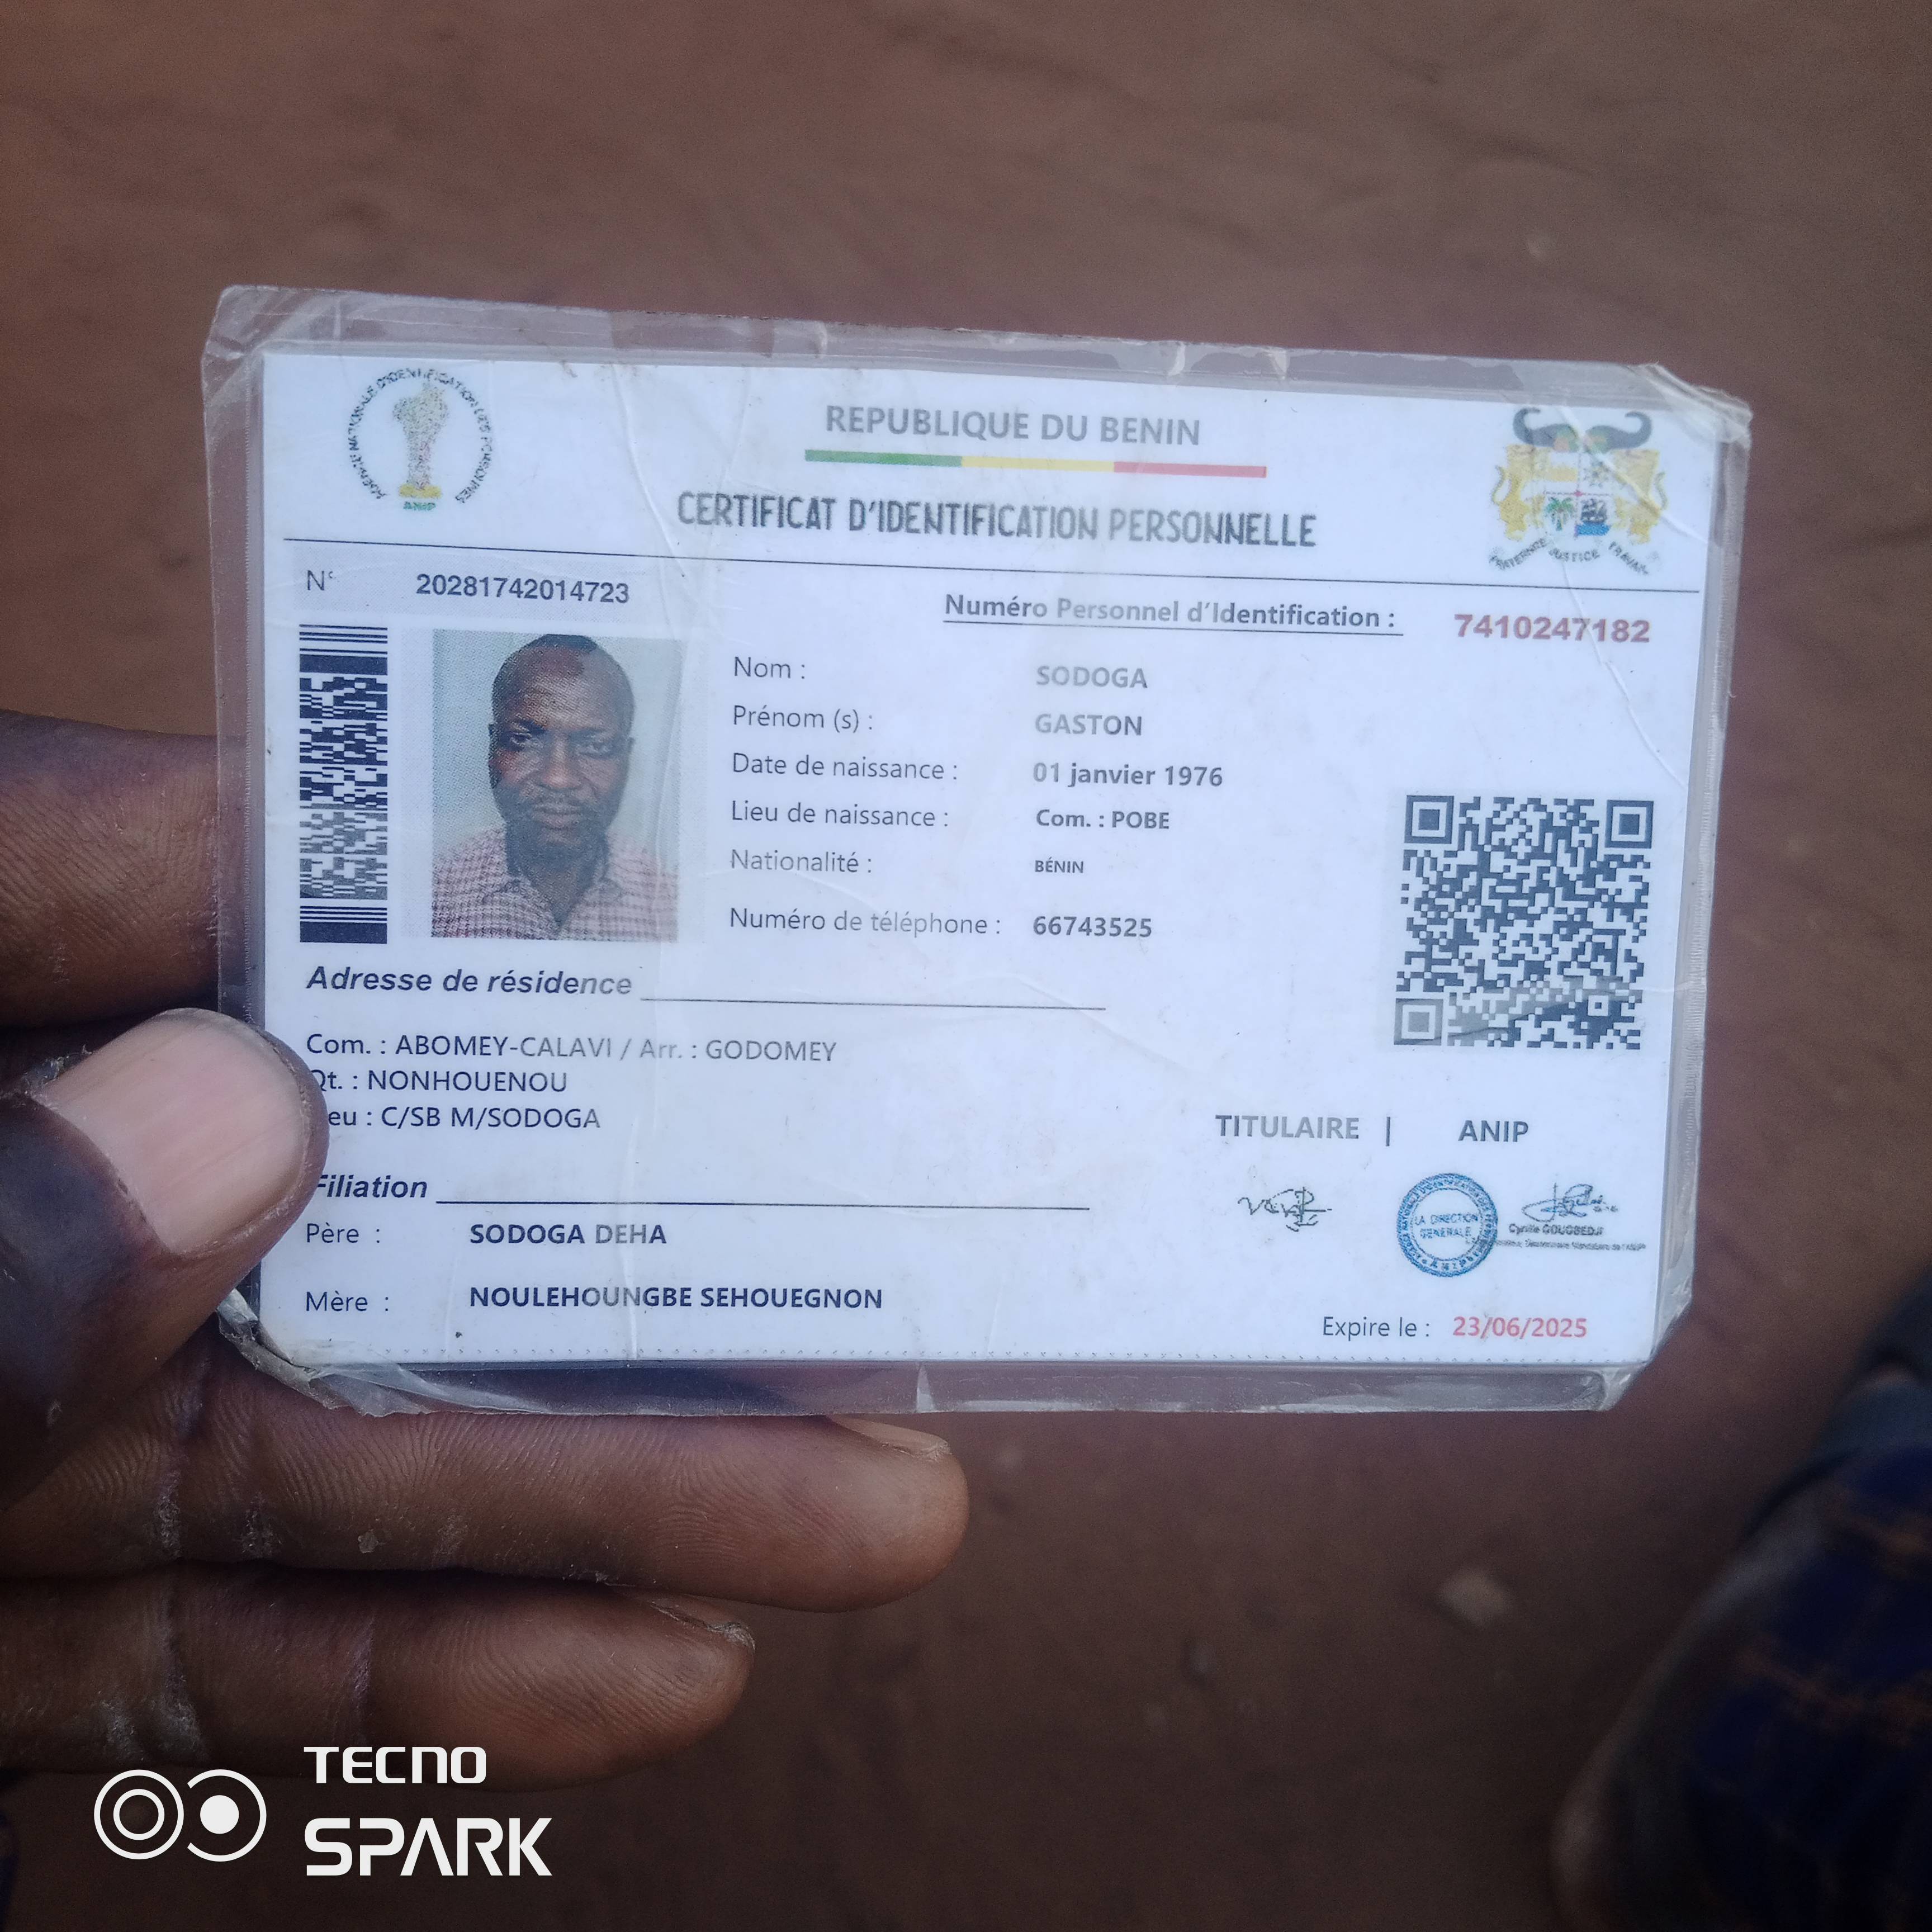 AGENCE NATIONALE D'IDENTIFICATION DES PERSONNES
ANIP
REPUBLIQUE DU BENIN
CERTIFICAT D'IDENTIFICATION PERSONNELLE
FRATERNITE JUSTICE TRAVAIL
N° 20281742014723
Numéro Personnel d'Identification : 7410247182
Nom : SODOGA
Prénom (s) : GASTON
Date de naissance : 01 janvier 1976
Lieu de naissance : Com. : POBE
Nationalité : BÉNIN
Numéro de téléphone : 66743525
Adresse de résidence
Com. : ABOMEY-CALAVI / Arr. : GODOMEY
Qt. : NONHOUENOU
eu : C/SB M/SODOGA
TITULAIRE | ANIP
Filiation
Père : SODOGA DEHA
Mère : NOULEHOUNGBE SEHOUEGNON
LA DIRECTION
GENERALE
ANIP
Cyrille GOUGBEDJI
Expire le : 23/06/2025
TECNO
SPARK